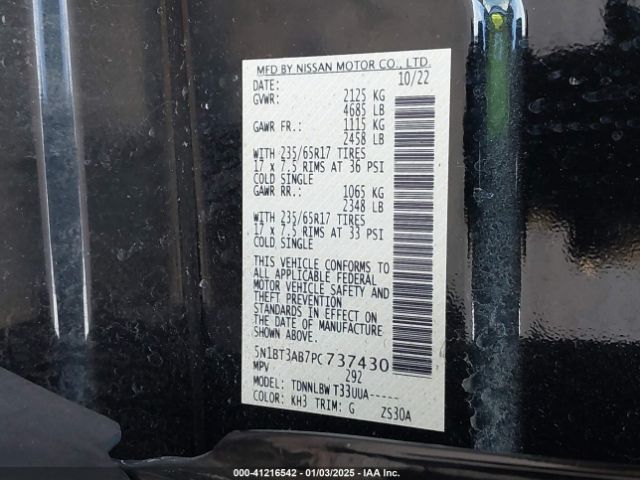 MFD BY NISSAN MOTOR CO., LTD.
DATE: 10/22
GVWR: 2125 KG
4685 LB
GAWR FR.: 1115 KG
2458 LB
WITH 235/65R17 TIRES
17 x 7.5 RIMS AT 36 PSI
COLD SINGLE
GAWR RR.: 1065 KG
2348 LB
WITH 235/65R17 TIRES
17 x 7.5 RIMS AT 33 PSI
COLD SINGLE
THIS VEHICLE CONFORMS TO
ALL APPLICABLE FEDERAL
MOTOR VEHICLE SAFETY AND
THEFT PREVENTION
STANDARDS IN EFFECT ON
THE DATE OF MANUFACTURE
SHOWN ABOVE.
5N1BT3AB7PC737430
MPV 292
MODEL: TDNNLBW T33UUA-----
COLOR: KH3 TRIM: G ZS30A
000-41216542 - 01/03/2025 - IAA Inc.